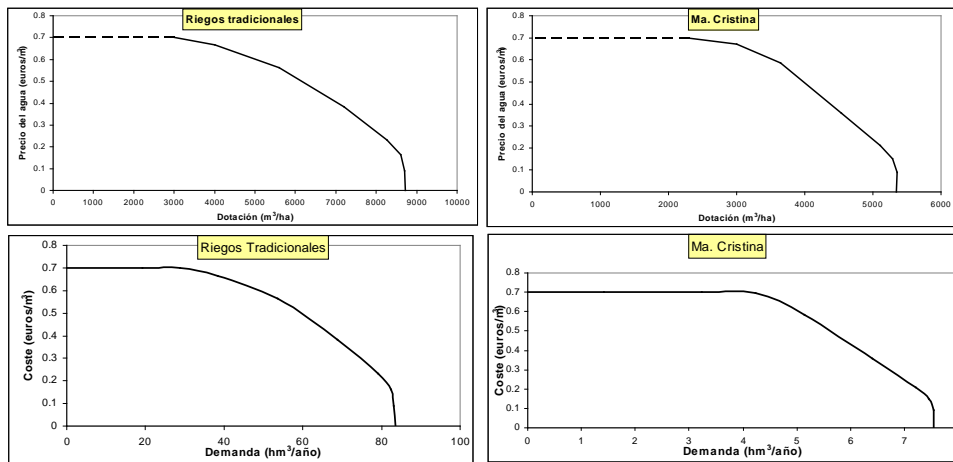 Riegos tradicionales
Precio del agua (euros/m³)
0.8
0.7
0.6
0.5
0.4
0.3
0.2
0.1
0
0 1000 2000 3000 4000 5000 6000 7000 8000 9000 10000
Dotación (m³/ha)
Ma. Cristina
Precio del agua (euros/m³)
0.8
0.7
0.6
0.5
0.4
0.3
0.2
0.1
0
0 1000 2000 3000 4000 5000 6000
Dotación (m³/ha)
Riegos Tradicionales
Coste (euros/m³)
0.8
0.7
0.6
0.5
0.4
0.3
0.2
0.1
0
0 20 40 60 80 100
Demanda (hm³/año)
Ma. Cristina
Coste (euros/m³)
0.8
0.7
0.6
0.5
0.4
0.3
0.2
0.1
0
0 1 2 3 4 5 6 7
Demanda (hm³/año)